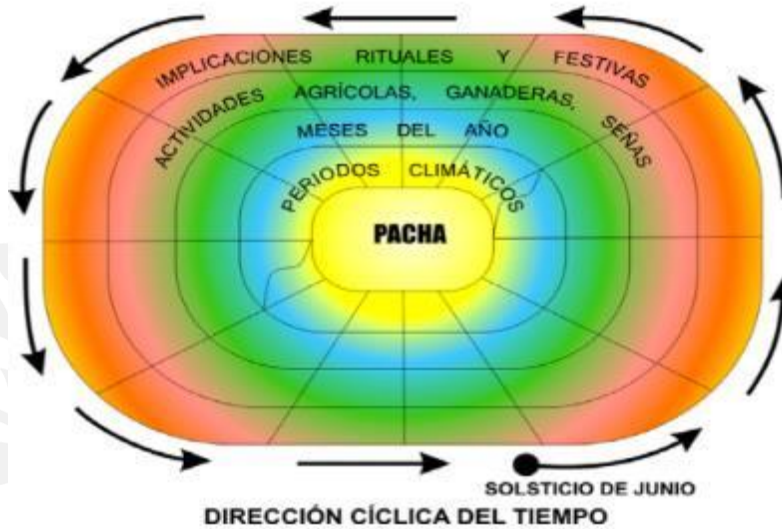 IMPLICACIONES RITUALES Y FESTIVAS
ACTIVIDADES AGRÍCOLAS, GANADERAS, SEÑAS
MESES DEL AÑO
PERIODOS CLIMÁTICOS
PACHA
SOLSTICIO DE JUNIO
DIRECCIÓN CÍCLICA DEL TIEMPO